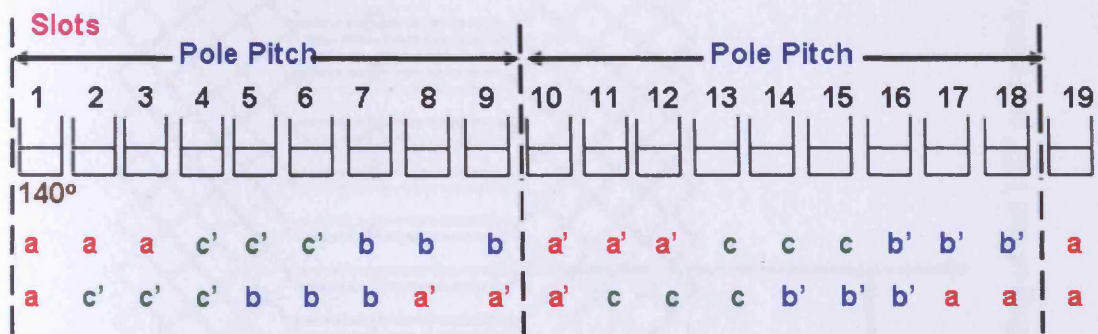 Slots
Pole Pitch Pole Pitch
1 2 3 4 5 6 7 8 9 10 11 12 13 14 15 16 17 18 19
140º
a a a c’ c’ c’ b b b a’ a’ a’ c c c b’ b’ b’ a
a c’ c’ c’ b b b a’ a’ a’ c c c b’ b’ b’ a a a